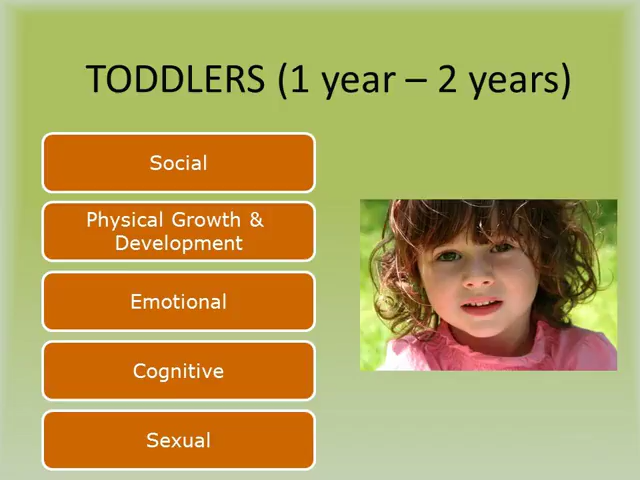 TODDLERS (1 year – 2 years)
Social
Physical Growth &
Development
Emotional
Cognitive
Sexual